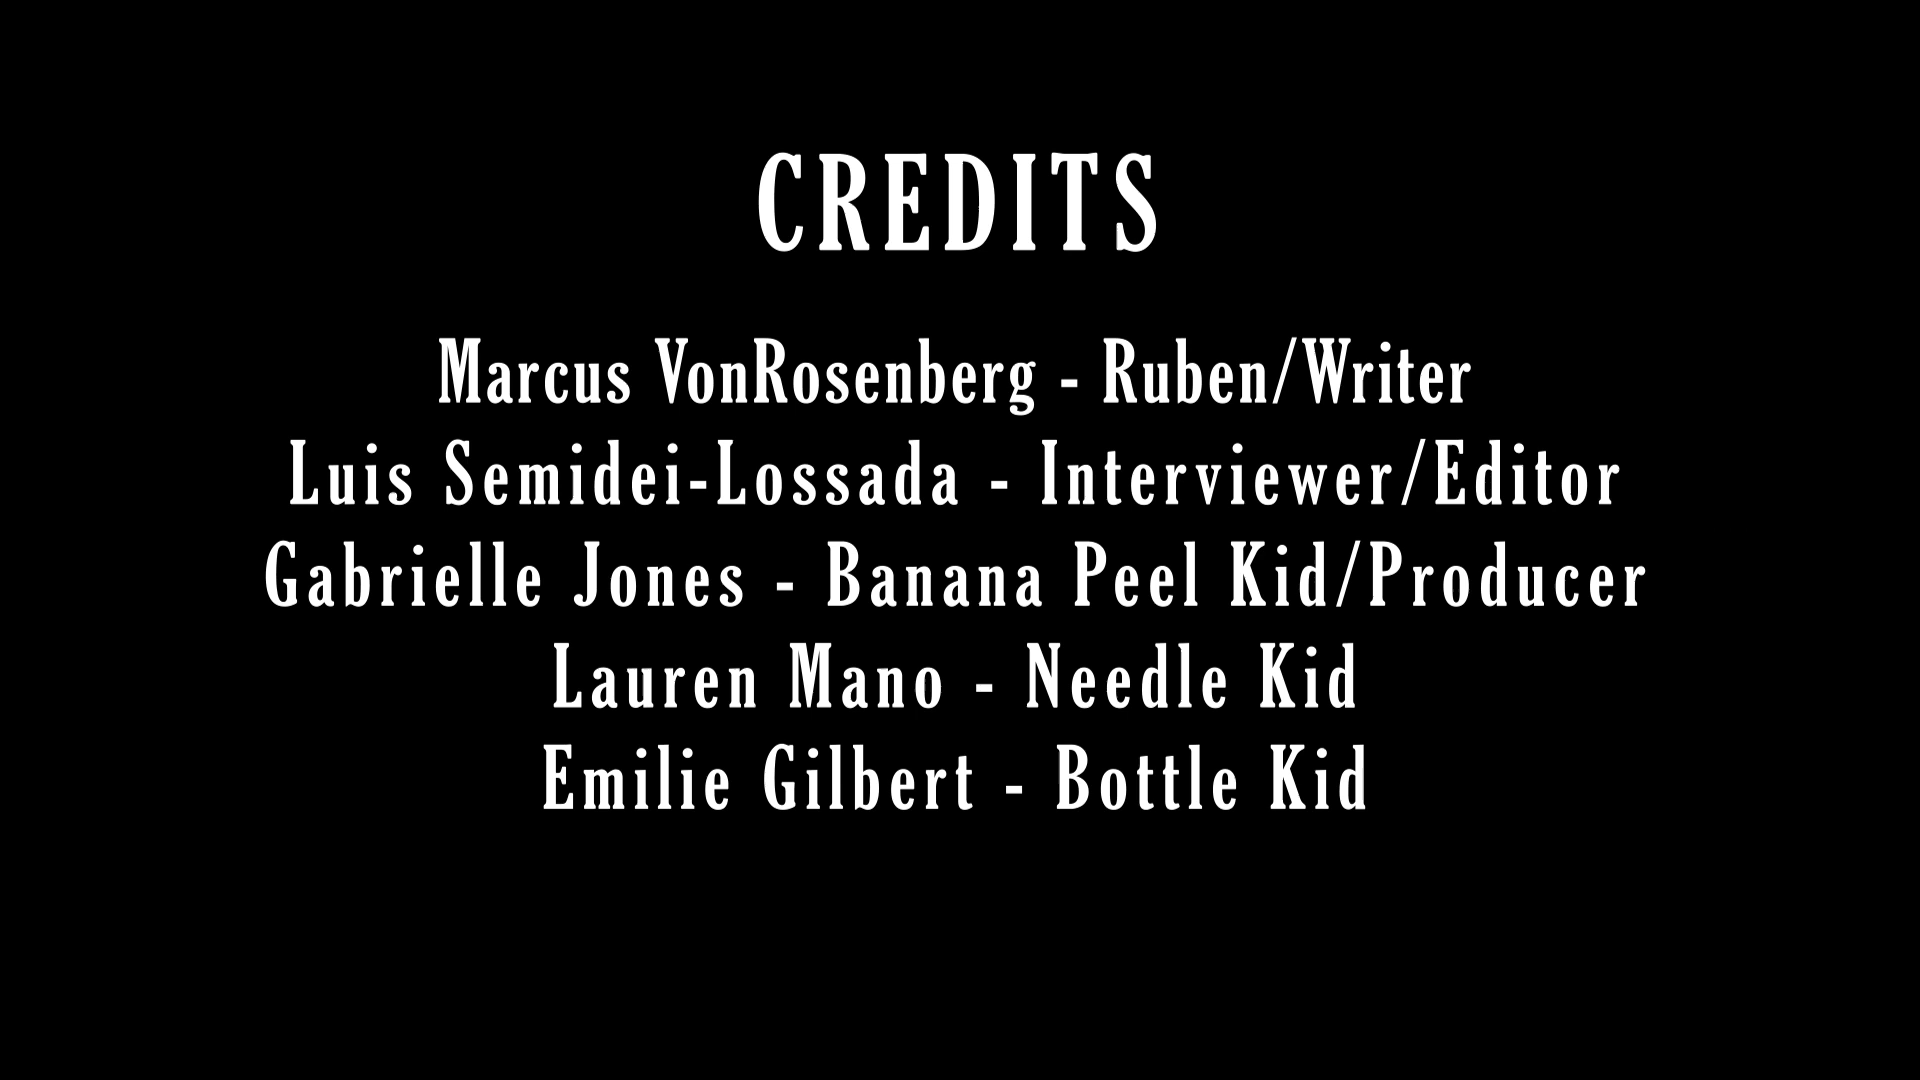 CREDITS
Marcus VonRosenberg - Ruben/Writer
Luis Semidei-Lossada - Interviewer/Editor
Gabrielle Jones - Banana Peel Kid/Producer
Lauren Mano - Needle Kid
Emilie Gilbert - Bottle Kid